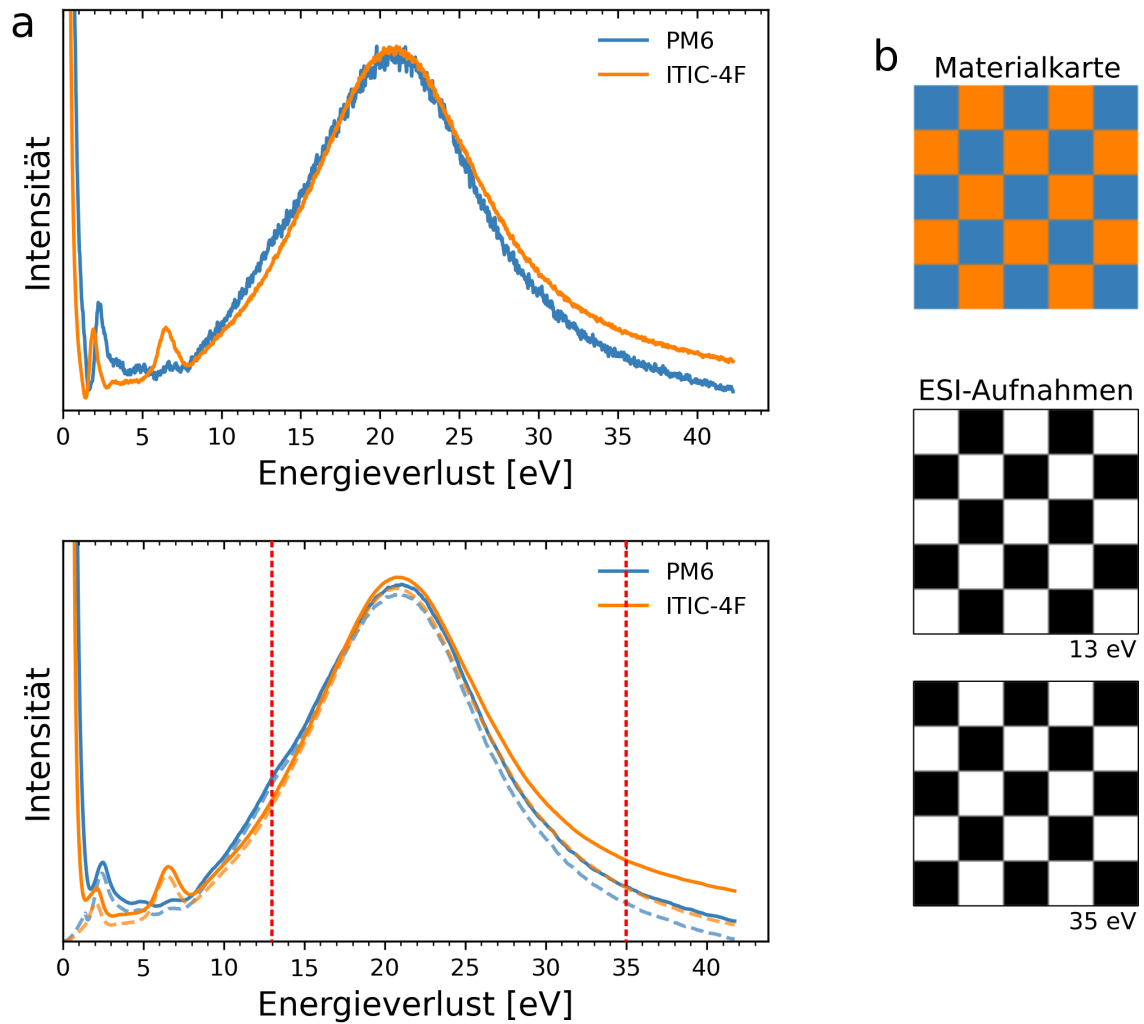 a
PM6
ITIC-4F
Intensität
0 5 10 15 20 25 30 35 40
Energieverlust [eV]
PM6
ITIC-4F
Intensität
0 5 10 15 20 25 30 35 40
Energieverlust [eV]
b
Materialkarte
ESI-Aufnahmen
13 eV
35 eV